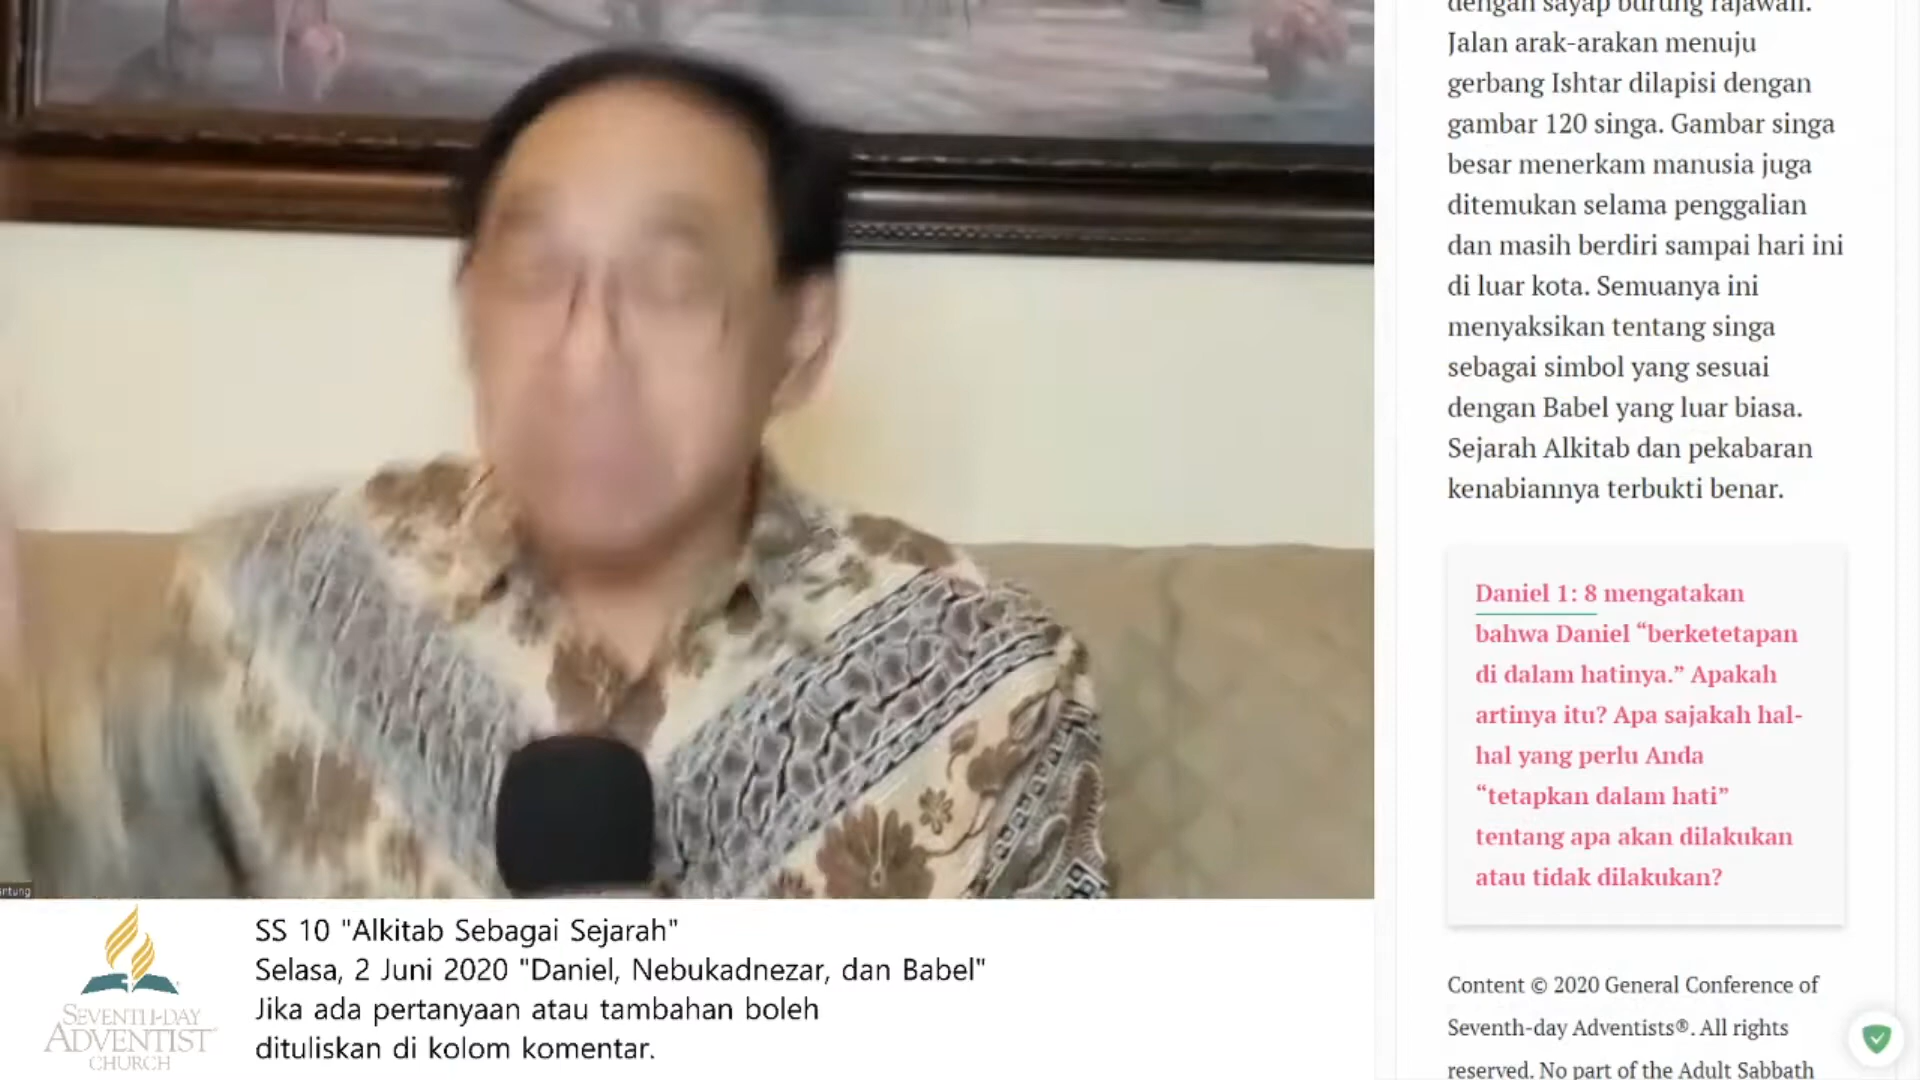 dengan sayap burung rajawali.
Jalan arak-arakan menuju
gerbang Ishtar dilapisi dengan
gambar 120 singa. Gambar singa
besar menerkam manusia juga
ditemukan selama penggalian
dan masih berdiri sampai hari ini
di luar kota. Semuanya ini
menyaksikan tentang singa
sebagai simbol yang sesuai
dengan Babel yang luar biasa.
Sejarah Alkitab dan pekabaran
kenabiannya terbukti benar.
Daniel 1: 8 mengatakan
bahwa Daniel “berketetapan
di dalam hatinya.” Apakah
artinya itu? Apa sajakah hal-
hal yang perlu Anda
“tetapkan dalam hati”
tentang apa akan dilakukan
atau tidak dilakukan?
Content © 2020 General Conference of
Seventh-day Adventists®. All rights
reserved. No part of the Adult Sabbath
SEVENTH-DAY
ADVENTIST
CHURCH
SS 10 "Alkitab Sebagai Sejarah"
Selasa, 2 Juni 2020 "Daniel, Nebukadnezar, dan Babel"
Jika ada pertanyaan atau tambahan boleh
dituliskan di kolom komentar.